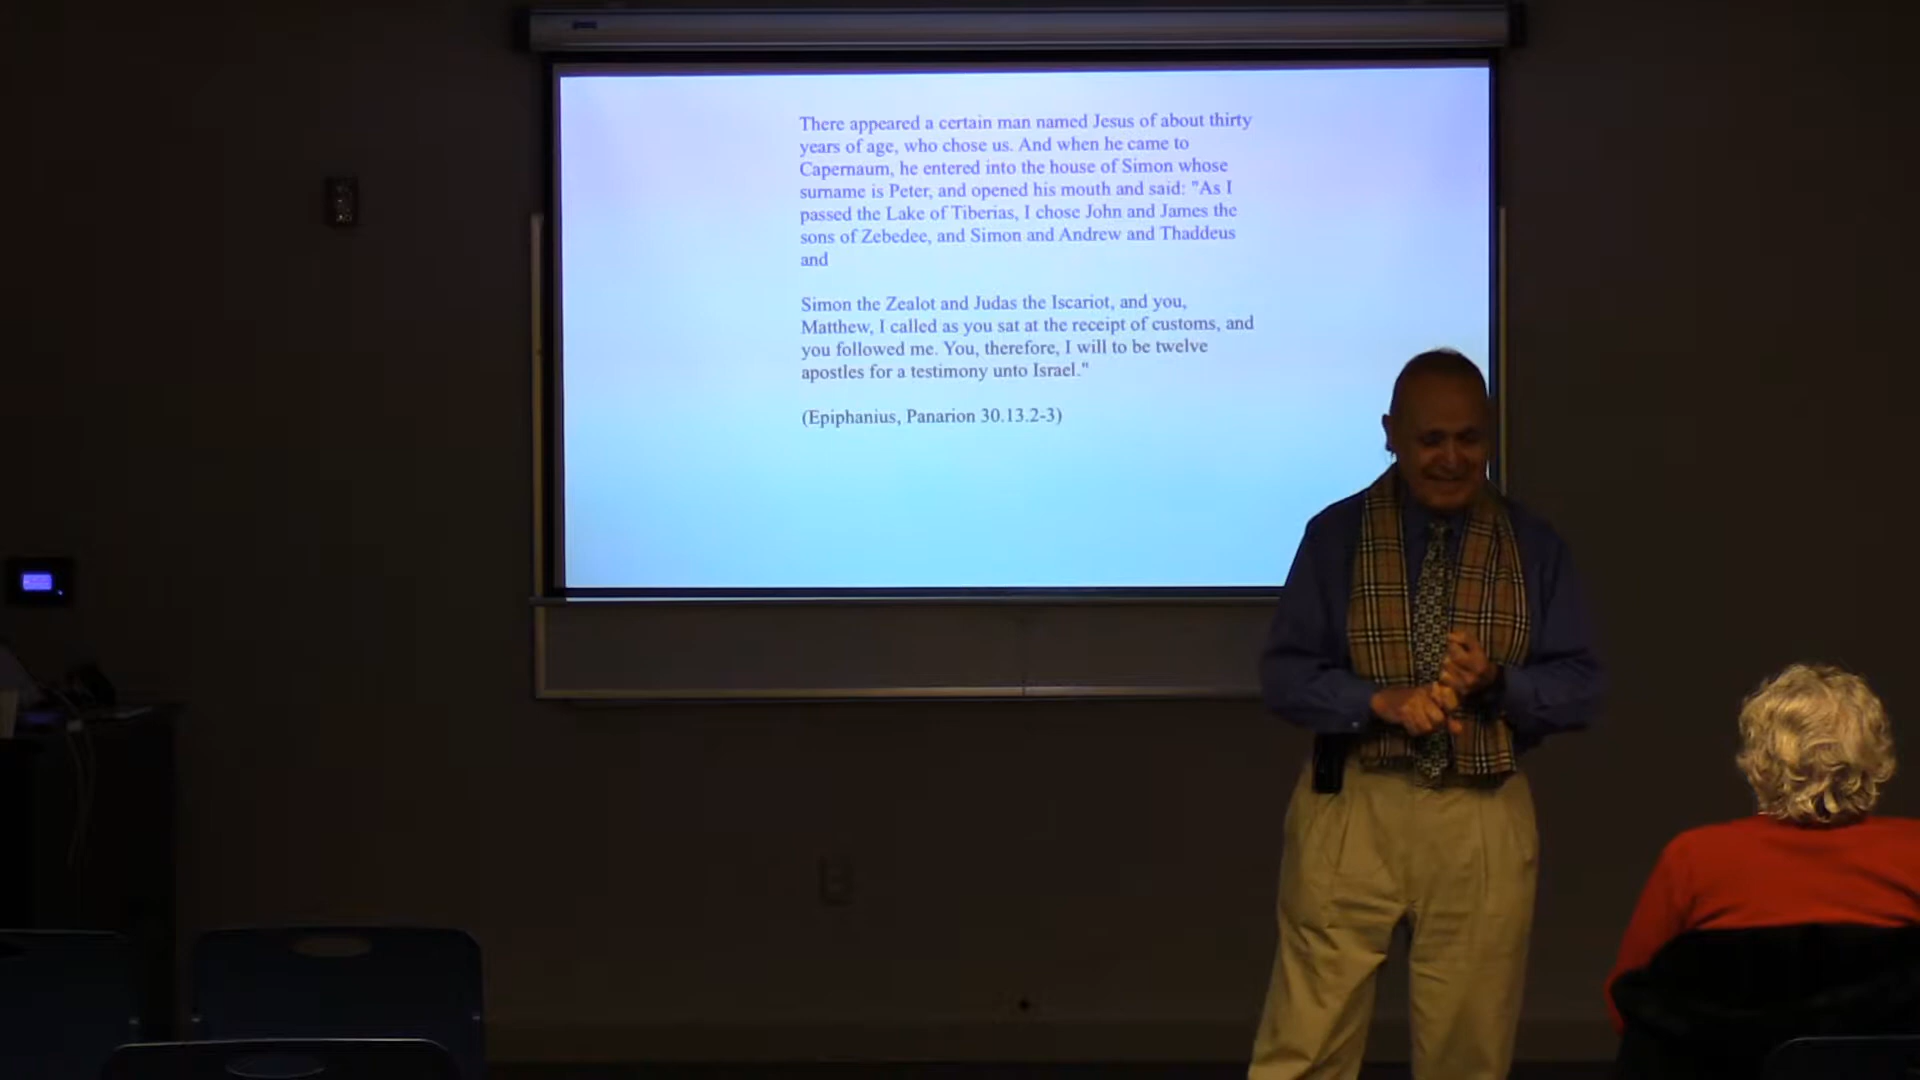 There appeared a certain man named Jesus of about thirty
years of age, who chose us. And when he came to
Capernaum, he entered into the house of Simon whose
surname is Peter, and opened his mouth and said: "As I
passed the Lake of Tiberias, I chose John and James the
sons of Zebedee, and Simon and Andrew and Thaddeus
and
Simon the Zealot and Judas the Iscariot, and you,
Matthew, I called as you sat at the receipt of customs, and
you followed me. You, therefore, I will to be twelve
apostles for a testimony unto Israel."
(Epiphanius, Panarion 30.13.2-3)